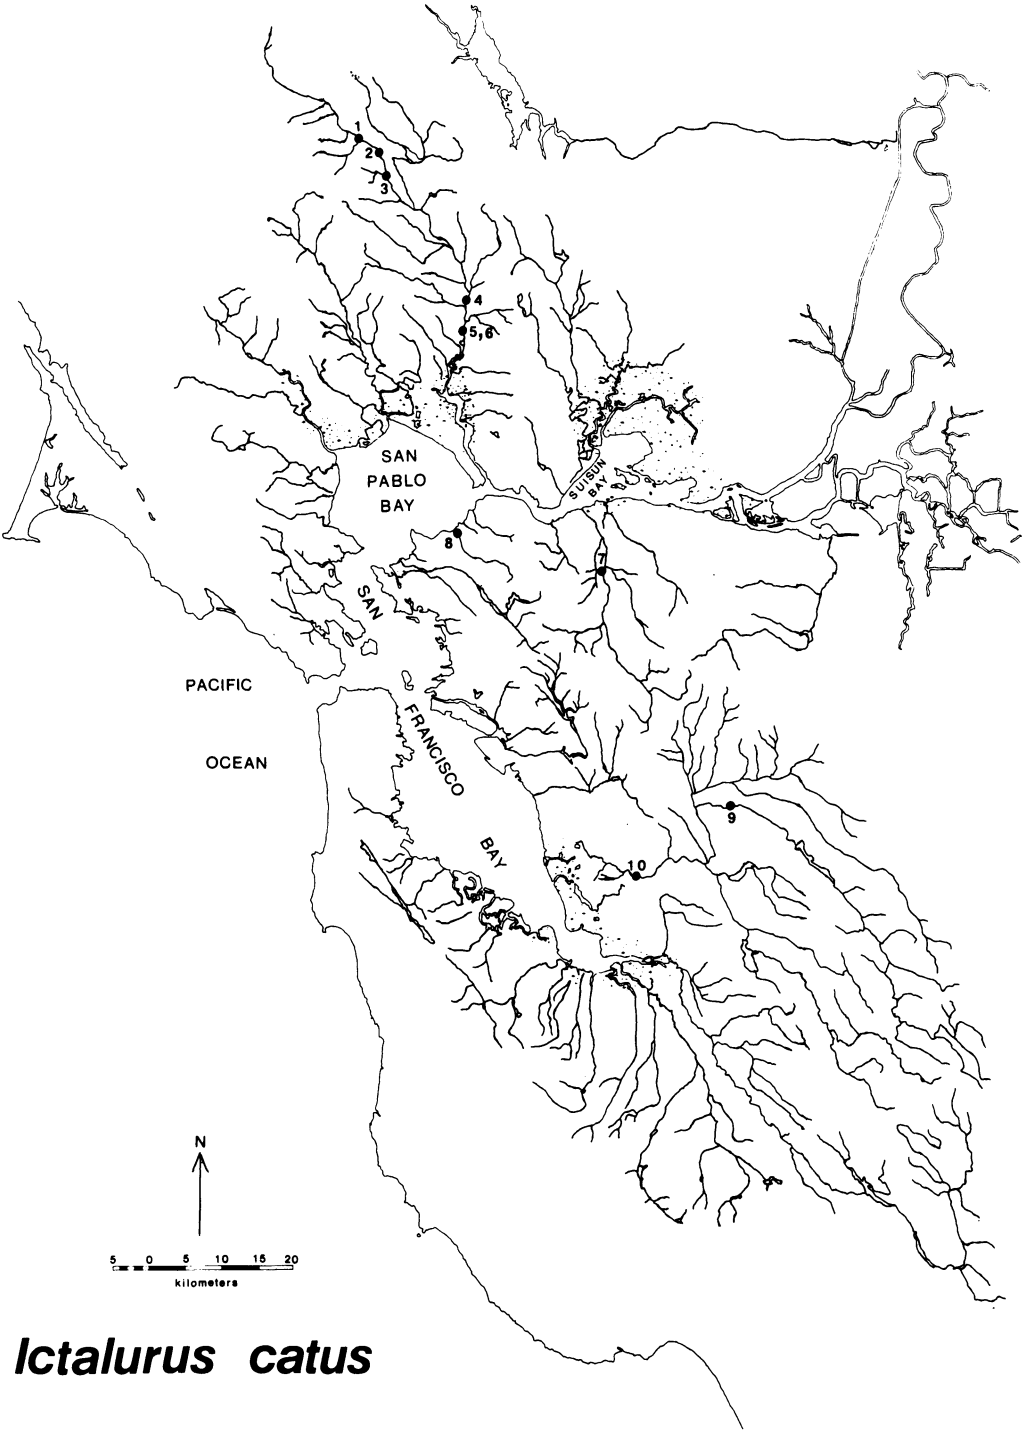 1
2
3
4
5,6
SAN
PABLO
BAY
SUISUN
BAY
8
7
SAN
FRANCISCO
BAY
PACIFIC
OCEAN
9
10
N
5 0 5 10 15 20
kilometers
Ictalurus catus